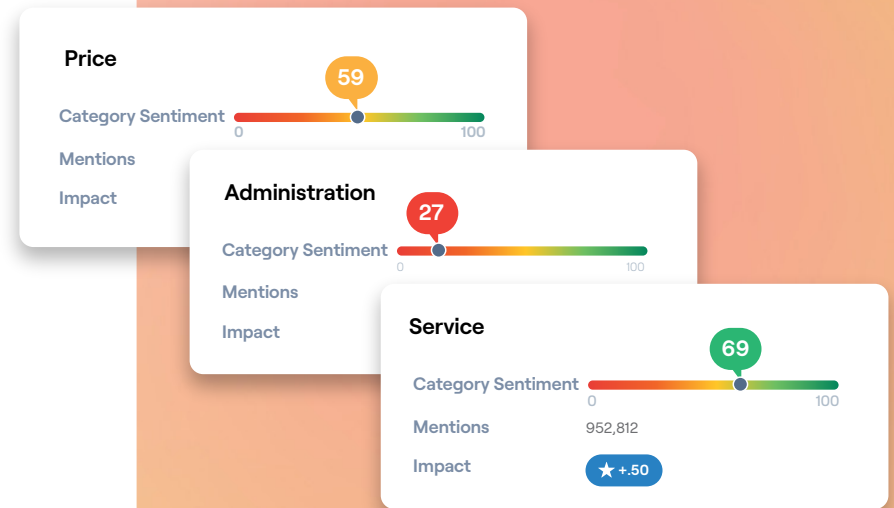 Price
59
Category Sentiment
0 100
Mentions
Impact
Administration
27
Category Sentiment
0 100
Mentions
Impact
Service
69
Category Sentiment
0 100
Mentions 952,812
Impact +.50